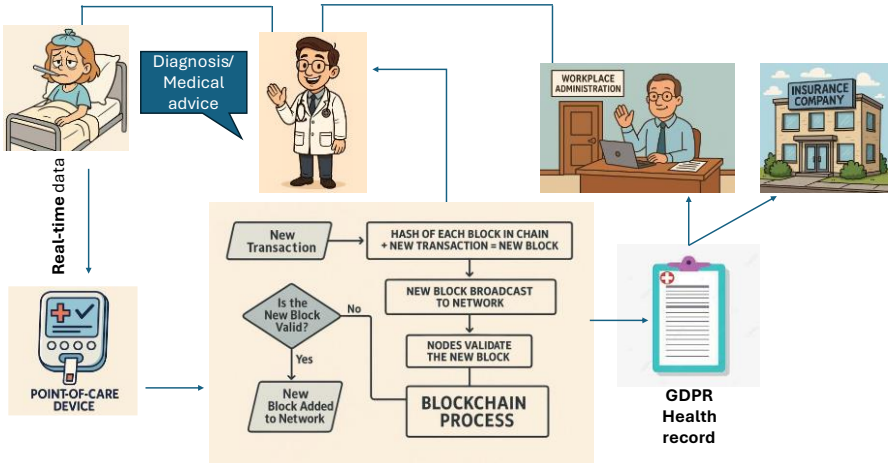 Diagnosis/
Medical
advice
WORKPLACE
ADMINISTRATION
INSURANCE
COMPANY
Real-time data
New
Transaction
HASH OF EACH BLOCK IN CHAIN
+ NEW TRANSACTION = NEW BLOCK
Is the
New Block
Valid?
No
NEW BLOCK BROADCAST
TO NETWORK
Yes
NODES VALIDATE
THE NEW BLOCK
New
Block Added
to Network
BLOCKCHAIN
PROCESS
POINT-OF-CARE
DEVICE
GDPR
Health
record